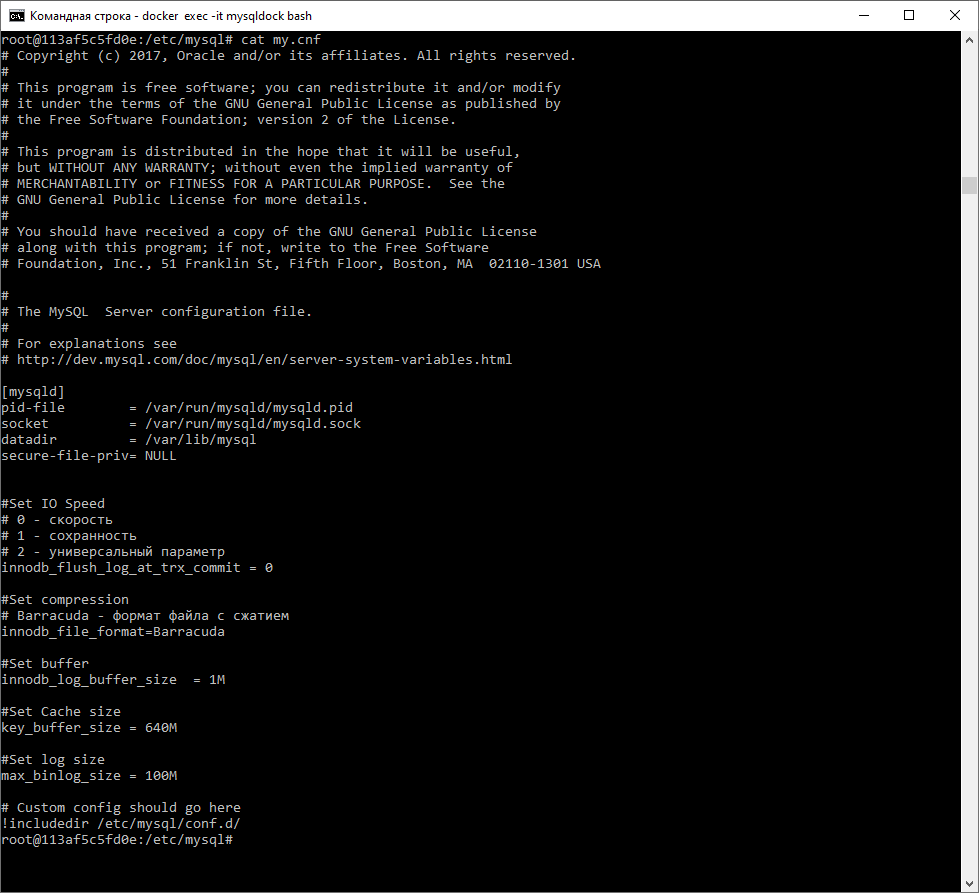 Командная строка - docker  exec -it mysqldock bash
root@113af5c5fd0e:/etc/mysql# cat my.cnf
# Copyright (c) 2017, Oracle and/or its affiliates. All rights reserved.
#
# This program is free software; you can redistribute it and/or modify
# it under the terms of the GNU General Public License as published by
# the Free Software Foundation; version 2 of the License.
#
# This program is distributed in the hope that it will be useful,
# but WITHOUT ANY WARRANTY; without even the implied warranty of
# MERCHANTABILITY or FITNESS FOR A PARTICULAR PURPOSE.  See the
# GNU General Public License for more details.
#
# You should have received a copy of the GNU General Public License
# along with this program; if not, write to the Free Software
# Foundation, Inc., 51 Franklin St, Fifth Floor, Boston, MA  02110-1301 USA

#
# The MySQL  Server configuration file.
#
# For explanations see
# http://dev.mysql.com/doc/mysql/en/server-system-variables.html

[mysqld]
pid-file        = /var/run/mysqld/mysqld.pid
socket          = /var/run/mysqld/mysqld.sock
datadir         = /var/lib/mysql
secure-file-priv= NULL


#Set IO Speed
# 0 - скорость
# 1 - сохранность
# 2 - универсальный параметр
innodb_flush_log_at_trx_commit = 0

#Set compression
# Barracuda - формат файла с сжатием
innodb_file_format=Barracuda

#Set buffer
innodb_log_buffer_size  = 1M

#Set Cache size
key_buffer_size = 640M

#Set log size
max_binlog_size = 100M

# Custom config should go here
!includedir /etc/mysql/conf.d/
root@113af5c5fd0e:/etc/mysql#